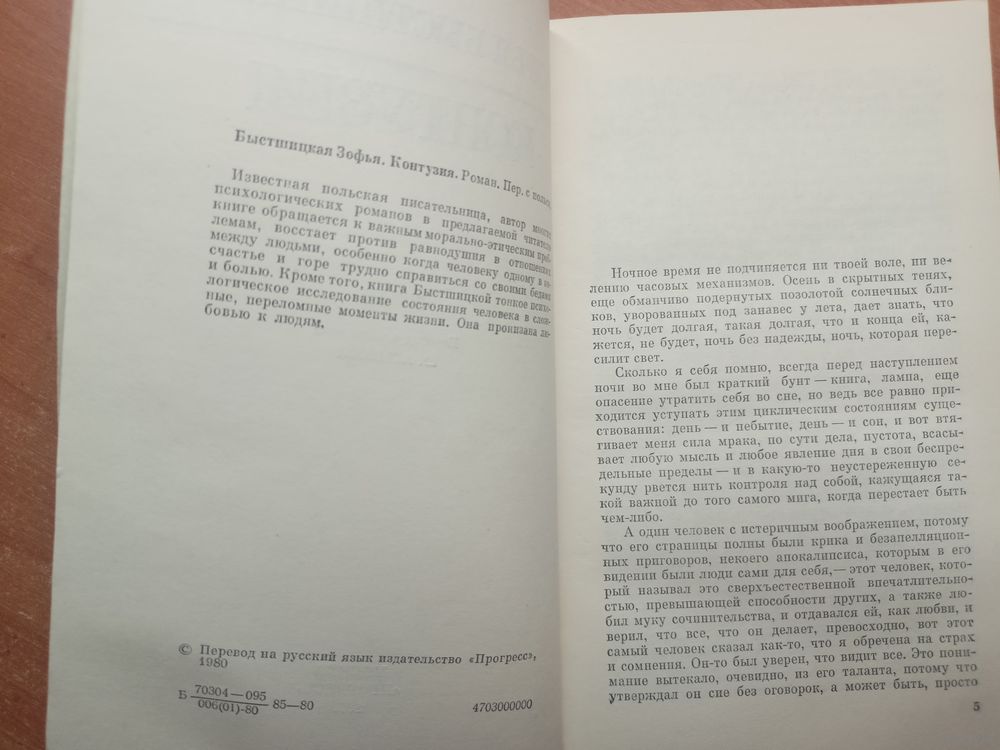 Быстшицкая Зофья. Контузия. Роман. Пер. с польск.
Известная польская писательница, автор многих
психологических романов в предлагаемой читателю
книге обращается к важным морально-этическим проб-
лемам, восстает против равнодушия в отношениях
между людьми, особенно когда человеку одному в не-
счастье и горе трудно справиться со своими бедами
и болью. Кроме того, книга Быстшицкой тонкое психо-
логическое исследование состояния человека в слож-
ные, переломные моменты жизни. Она пронизана лю-
бовью к людям.
© Перевод на русский язык издательство «Прогресс»,
1980
Б 70304—095
006(01)-80 85—80
4703000000
Ночное время не подчиняется ни твоей воле, ни ве-
лению часовых механизмов. Осень в скрытных тенях,
еще обманчиво подернутых позолотой солнечных бли-
ков, уворованных под занавес у лета, дает знать, что
ночь будет долгая, такая долгая, что и конца ей, ка-
жется, не будет, ночь без надежды, ночь, которая пере-
силит свет.
Сколько я себя помню, всегда перед наступлением
ночи во мне был краткий бунт — книга, лампа, еще
опасение утратить себя во сне, но ведь все равно при-
ходится уступать этим циклическим состояниям суще-
ствования: день — и небытие, день — и сон, и вот втя-
гивает меня сила мрака, по сути дела, пустота, всасы-
вает любую мысль и любое явление дня в свои беспре-
дельные пределы — и в какую-то неустереженную се-
кунду рвется нить контроля над собой, кажущаяся та-
кой важной до того самого мига, когда перестает быть
чем-либо.
А один человек с истеричным воображением, потому
что его страницы полны были крика и безапелляцион-
ных приговоров, некоего апокалипсиса, которым в его
видении были люди сами для себя,— этот человек, кото-
рый называл это сверхъестественной впечатлительно-
стью, превышающей способности других, а также лю-
бил муку сочинительства, и отдавался ей, как любви, и
верил, что все, что он делает, превосходно, вот этот
самый человек сказал как-то, что я обречена на страх
и сомнения. Он-то был уверен, что видит все. Это пони-
мание вытекало, очевидно, из его таланта, потому что
утверждал он сие без оговорок, а может быть, просто
5